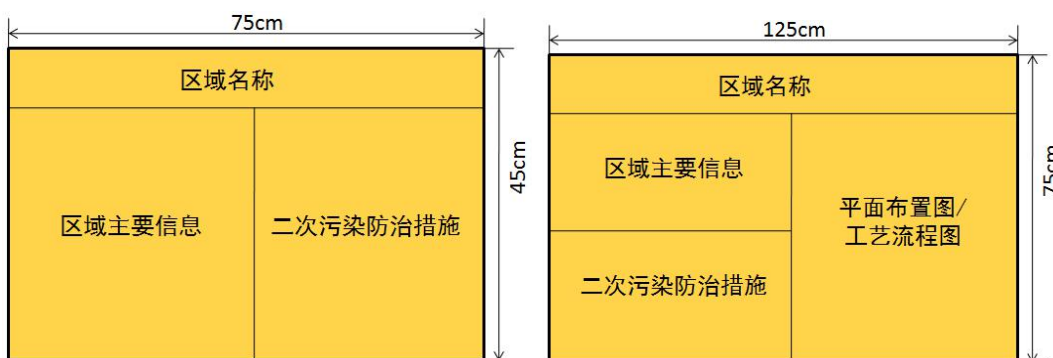 75cm
区域名称
区域主要信息
二次污染防治措施
45cm
125cm
区域名称
区域主要信息
二次污染防治措施
平面布置图/
工艺流程图
75cm